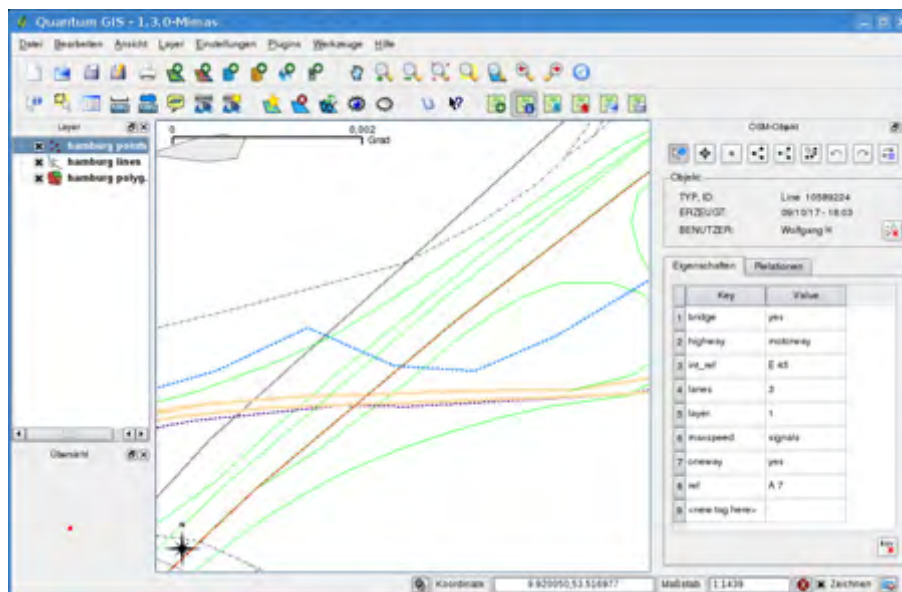 Quantum GIS - 1.3.0-Mimas
Datei Bearbeiten Ansicht Layer Einstellungen Plugins Werkzeuge Hilfe
Layer
hamburg points
hamburg lines
hamburg polyg
Übersicht
0 0,002
Grad
N
OSM-Objekt
Objekt
TYP, ID: Line 10589224
ERZEUGT: 09/10/17 - 18:03
BENUTZER: Wolfgang H
Eigenschaften Relationen
Key Value
1 bridge yes
2 highway motorway
3 int_ref E 45
4 lanes 3
5 layer 1
6 maxspeed signals
7 oneway yes
8 ref A 7
9 <new tag here>
Koordinate: 9.920050,53.516977 Maßstab 1:1439 Zeichnen